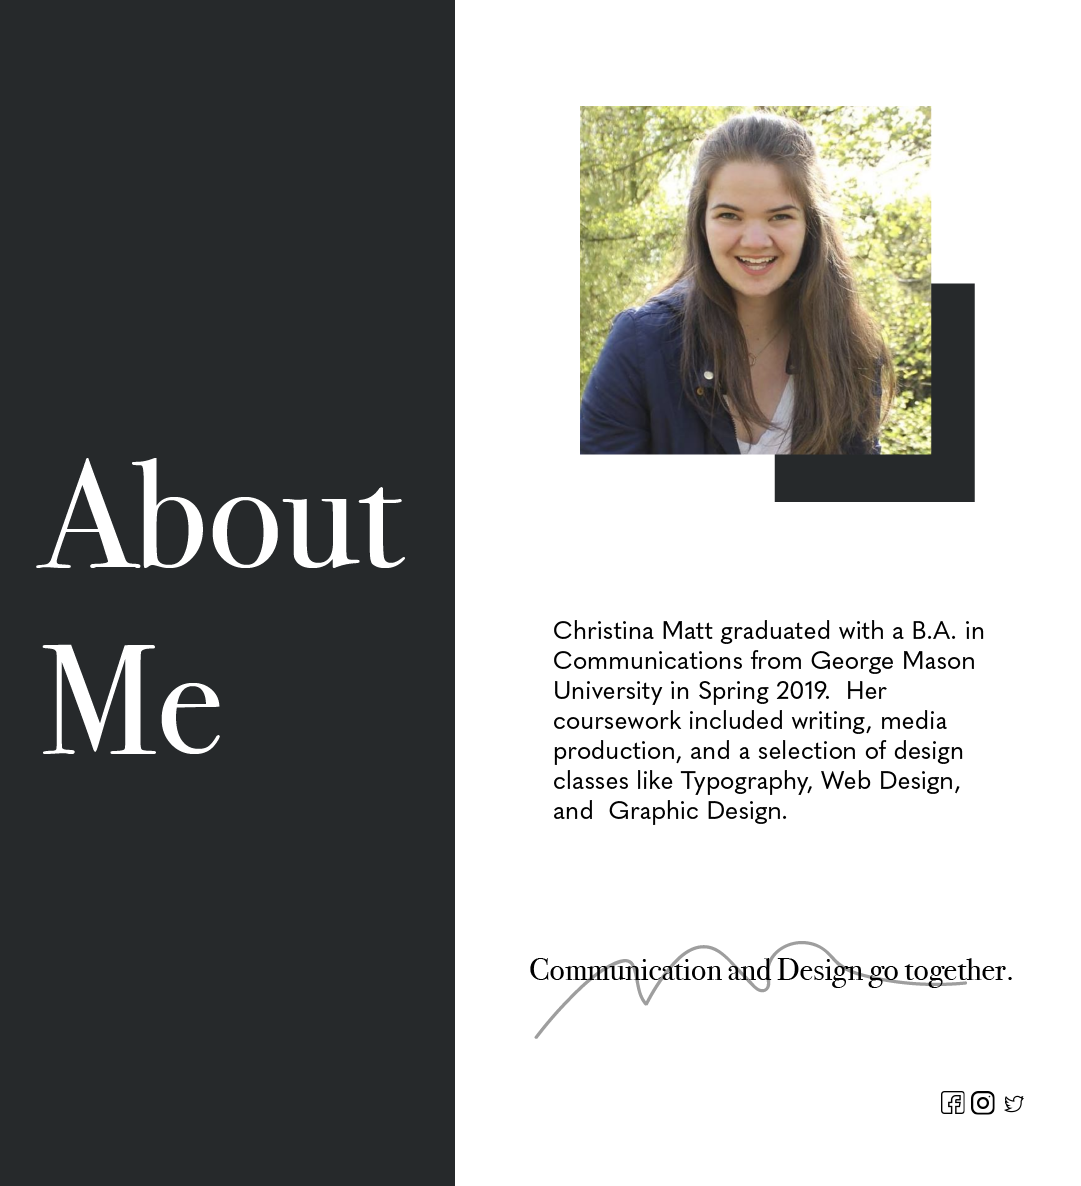 About
Me
Christina Matt graduated with a B.A. in
Communications from George Mason
University in Spring 2019.  Her
coursework included writing, media
production, and a selection of design
classes like Typography, Web Design,
and  Graphic Design.
Communication and Design go together.